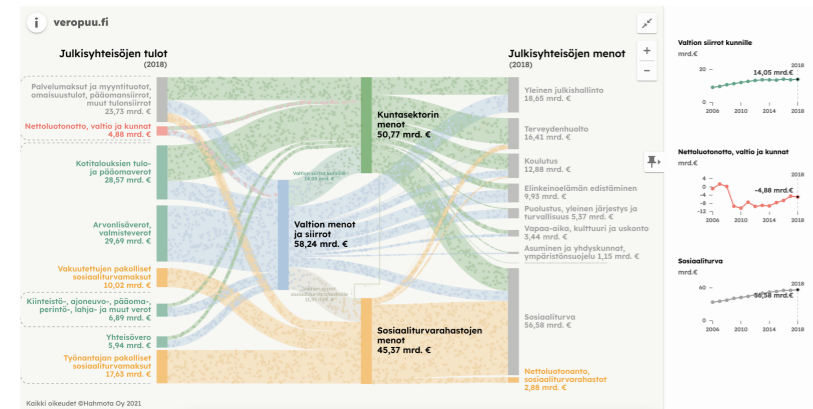 i veropuu.fi
Julkisyhteisöjen tulot
(2018)
Palvelumaksut ja myyntituotot,
omaisuustulot, pääomansiirrot,
muut tulonsiirrot
23,73 mrd. €
Nettoluotonotto, valtio ja kunnat
4,88 mrd. €
Kotitalouksien tulo-
ja pääomaverot
28,57 mrd. €
Arvonlisäverot,
valmisteverot
29,69 mrd. €
Vakuutettujen pakolliset
sosiaaliturvamaksut
10,02 mrd. €
Kiinteistö-, ajoneuvo-, pääoma-,
perintö-, lahja- ja muut verot
6,89 mrd. €
Yhteisövero
5,94 mrd. €
Työnantajan pakolliset
sosiaaliturvamaksut
17,63 mrd. €
Kaikki oikeudet ©Hahmota Oy 2021
Kuntasektorin
menot
50,77 mrd. €
Valtion siirrot kunnille
14,05 mrd. €
Valtion menot
ja siirrot
58,24 mrd. €
Sosiaaliturvarahastojen
menot
45,37 mrd. €
Julkisyhteisöjen menot
(2018)
Yleinen julkishallinto
18,65 mrd. €
Terveydenhuolto
16,41 mrd. €
Koulutus
12,88 mrd. €
Elinkeinoelämän edistäminen
9,93 mrd. €
Puolustus, yleinen järjestys ja
turvallisuus 5,37 mrd. €
Vapaa-aika, kulttuuri ja uskonto
3,44 mrd. €
Asuminen ja yhdyskunnat,
ympäristönsuojelu 1,15 mrd. €
Sosiaaliturva
56,58 mrd. €
Nettoluotonanto,
sosiaaliturvarahastot
2,88 mrd. €
+
−
Valtion siirrot kunnille
mrd.€
2018
20
14,05 mrd.€
0
2006 2010 2014 2018
Nettoluotonotto, valtio ja kunnat
mrd.€
2018
4
-4,88 mrd.€
0
-4
-8
-12
2006 2010 2014 2018
Sosiaaliturva
mrd.€
2018
60
56,58 mrd.€
0
2006 2010 2014 2018